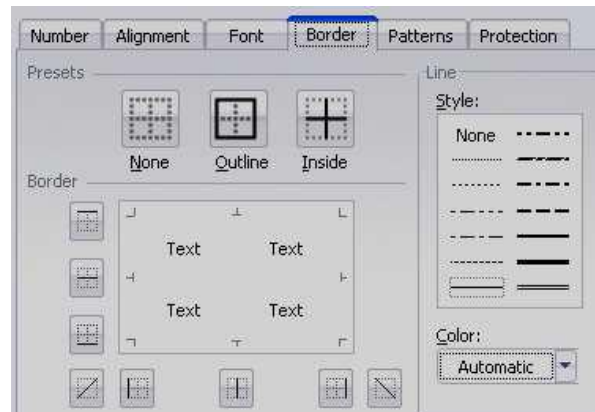 Number Alignment Font Border Patterns Protection
Presets
Line
Style:
None
None Outline Inside
Border
Text Text
Text Text
Color:
Automatic